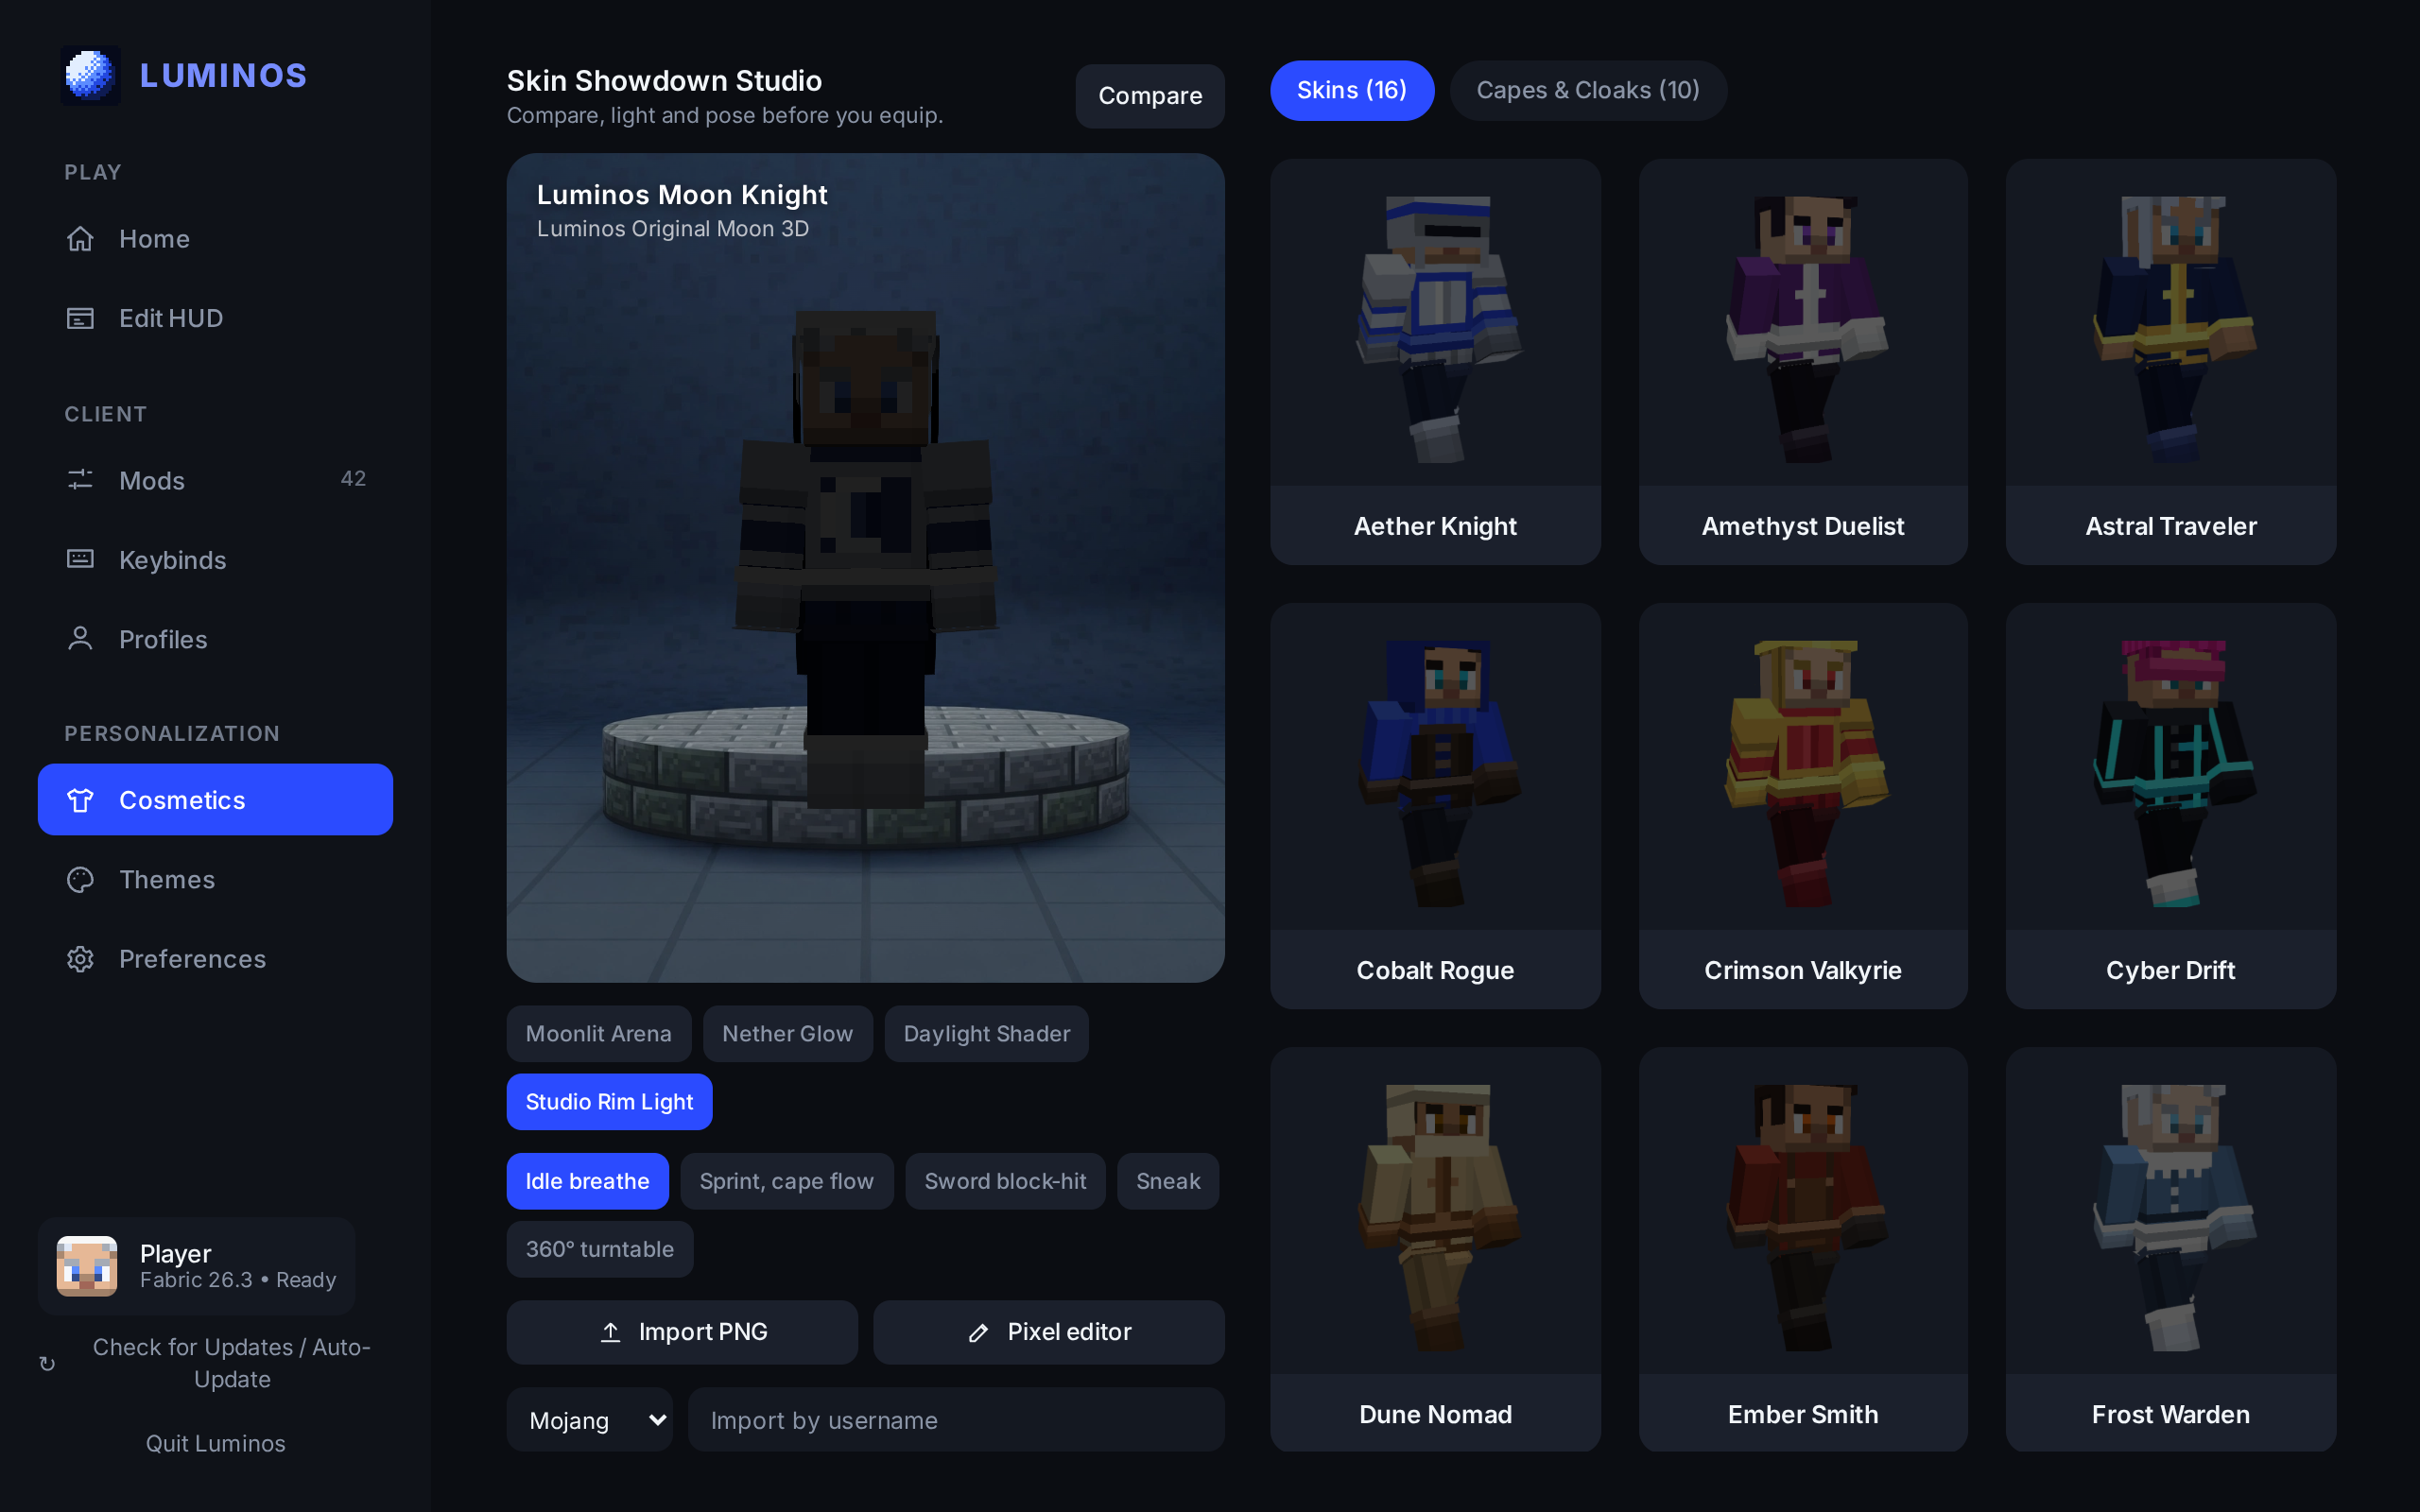 LUMINOS
PLAY
Home
Edit HUD
CLIENT
Mods 42
Keybinds
Profiles
PERSONALIZATION
Cosmetics
Themes
Preferences
Player
Fabric 26.3 • Ready
↻ Check for Updates / Auto-
Update
Quit Luminos
Skin Showdown Studio
Compare, light and pose before you equip.
Compare
Luminos Moon Knight
Luminos Original Moon 3D
Moonlit Arena Nether Glow Daylight Shader
Studio Rim Light
Idle breathe Sprint, cape flow Sword block-hit Sneak
360° turntable
Import PNG Pixel editor
Mojang Import by username
Skins (16) Capes & Cloaks (10)
Aether Knight Amethyst Duelist Astral Traveler
Cobalt Rogue Crimson Valkyrie Cyber Drift
Dune Nomad Ember Smith Frost Warden